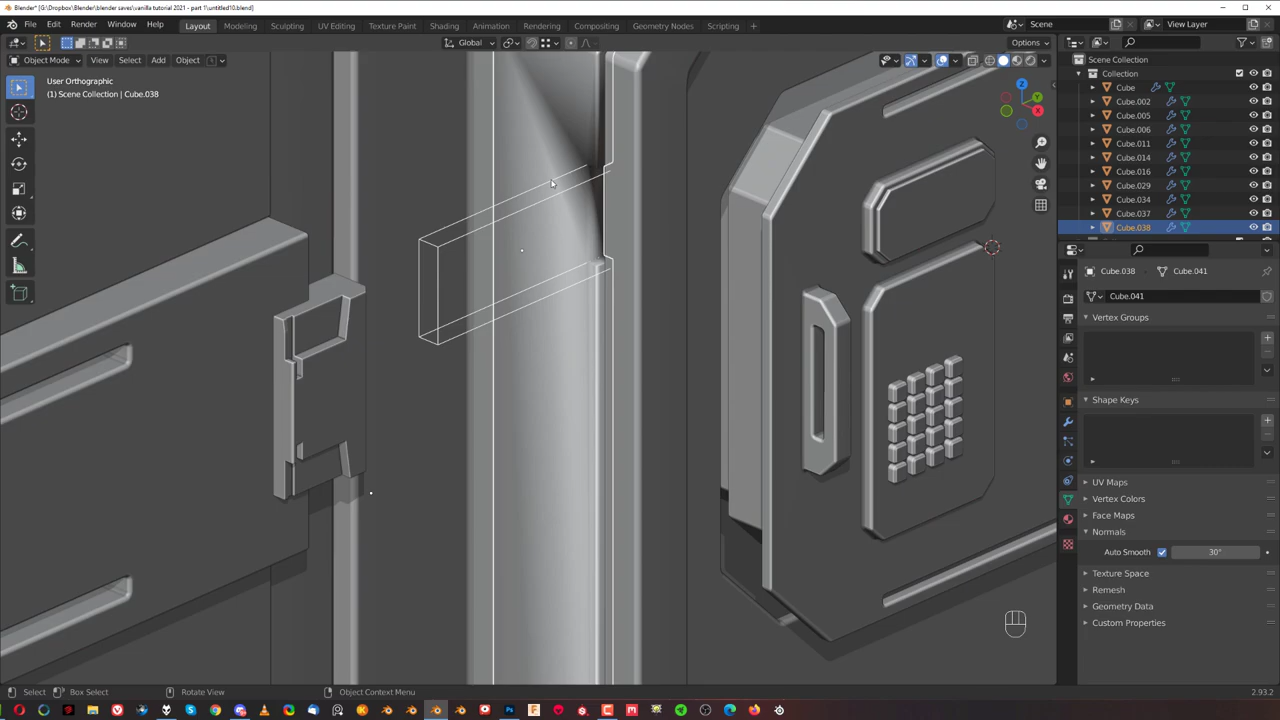 Blender* [G:\Dropbox\Blender\blender saves\vanilla tutorial 2021 - part 1\untitled10.blend]
File Edit Render Window Help Layout Modeling Sculpting UV Editing Texture Paint Shading Animation Rendering Compositing Geometry Nodes Scripting Scene View Layer
Global Options
Object Mode View Select Add Object
User Orthographic
(1) Scene Collection | Cube.038
Z
Y
X
Scene Collection
Collection
Cube
Cube.002
Cube.005
Cube.006
Cube.011
Cube.014
Cube.016
Cube.029
Cube.034
Cube.037
Cube.038
Cube.038 Cube.041
Cube.041
Vertex Groups
Shape Keys
UV Maps
Vertex Colors
Face Maps
Normals
Auto Smooth 30°
Texture Space
Remesh
Geometry Data
Custom Properties
Select Box Select Rotate View Object Context Menu 2.93.2